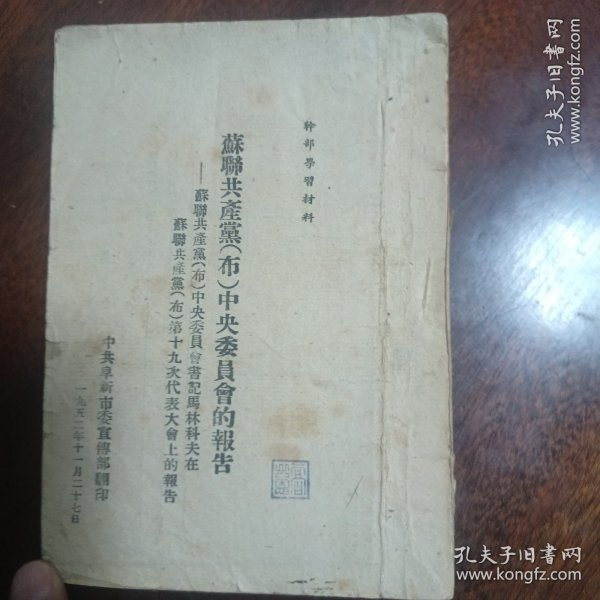 幹部學習材料
蘇聯共產黨(布)中央委員會的報告
——蘇聯共產黨(布)中央委員會書記馬林科夫在
蘇聯共產黨(布)第十九次代表大會上的報告
中共阜新市委宣傳部翻印
一九五二年十一月二十七日
孔夫子旧书网
www.kongfz.com
孔夫子旧书网
www.kongfz.com